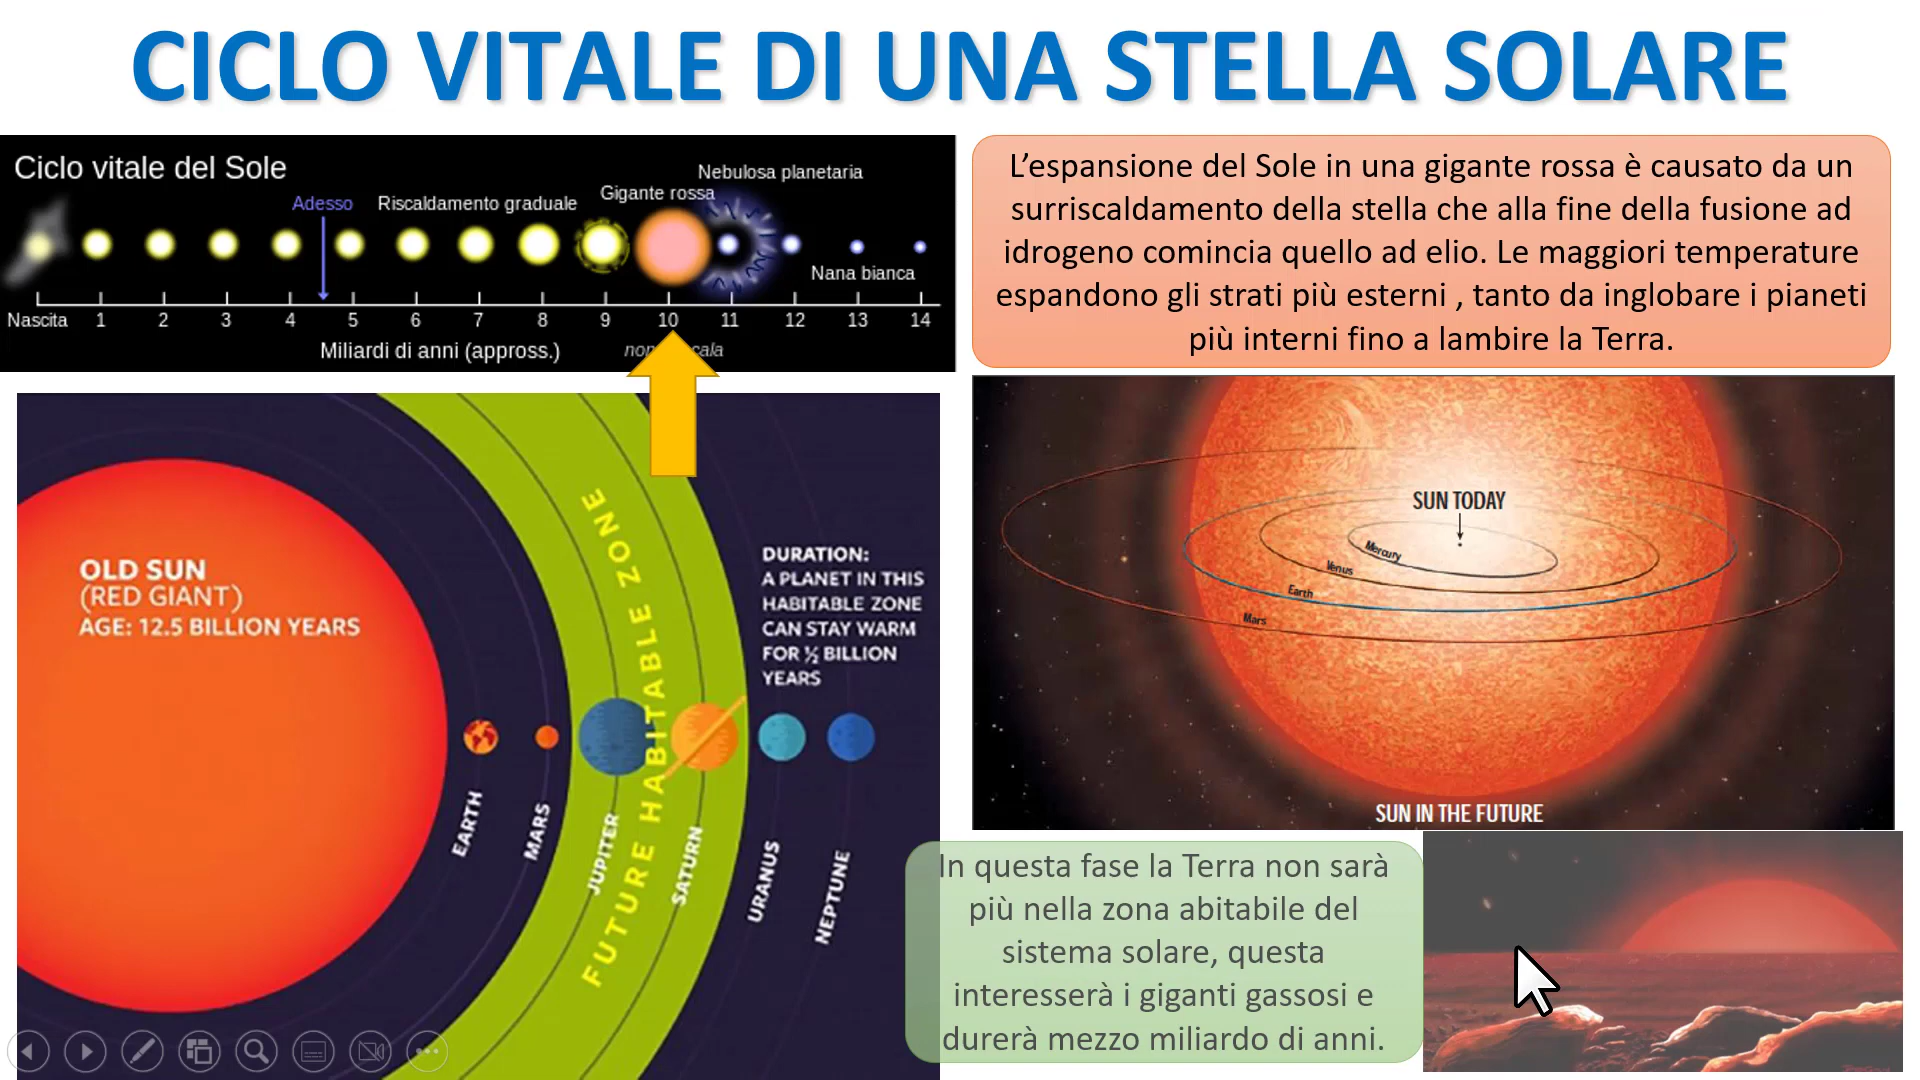 CICLO VITALE DI UNA STELLA SOLARE
Ciclo vitale del Sole
Nebulosa planetaria
Adesso
Riscaldamento graduale
Gigante rossa
Nana bianca
Nascita 1 2 3 4 5 6 7 8 9 10 11 12 13 14
Miliardi di anni (appross.)
L’espansione del Sole in una gigante rossa è causato da un
surriscaldamento della stella che alla fine della fusione ad
idrogeno comincia quello ad elio. Le maggiori temperature
espandono gli strati più esterni , tanto da inglobare i pianeti
più interni fino a lambire la Terra.
OLD SUN
(RED GIANT)
AGE: 12.5 BILLION YEARS
FUTURE HABITABLE ZONE
DURATION:
A PLANET IN THIS
HABITABLE ZONE
CAN STAY WARM
FOR ½ BILLION
YEARS
EARTH
MARS
JUPITER
SATURN
URANUS
NEPTUNE
SUN TODAY
Mercury
Venus
Earth
Mars
SUN IN THE FUTURE
In questa fase la Terra non sarà
più nella zona abitabile del
sistema solare, questa
interesserà i giganti gassosi e
durerà mezzo miliardo di anni.